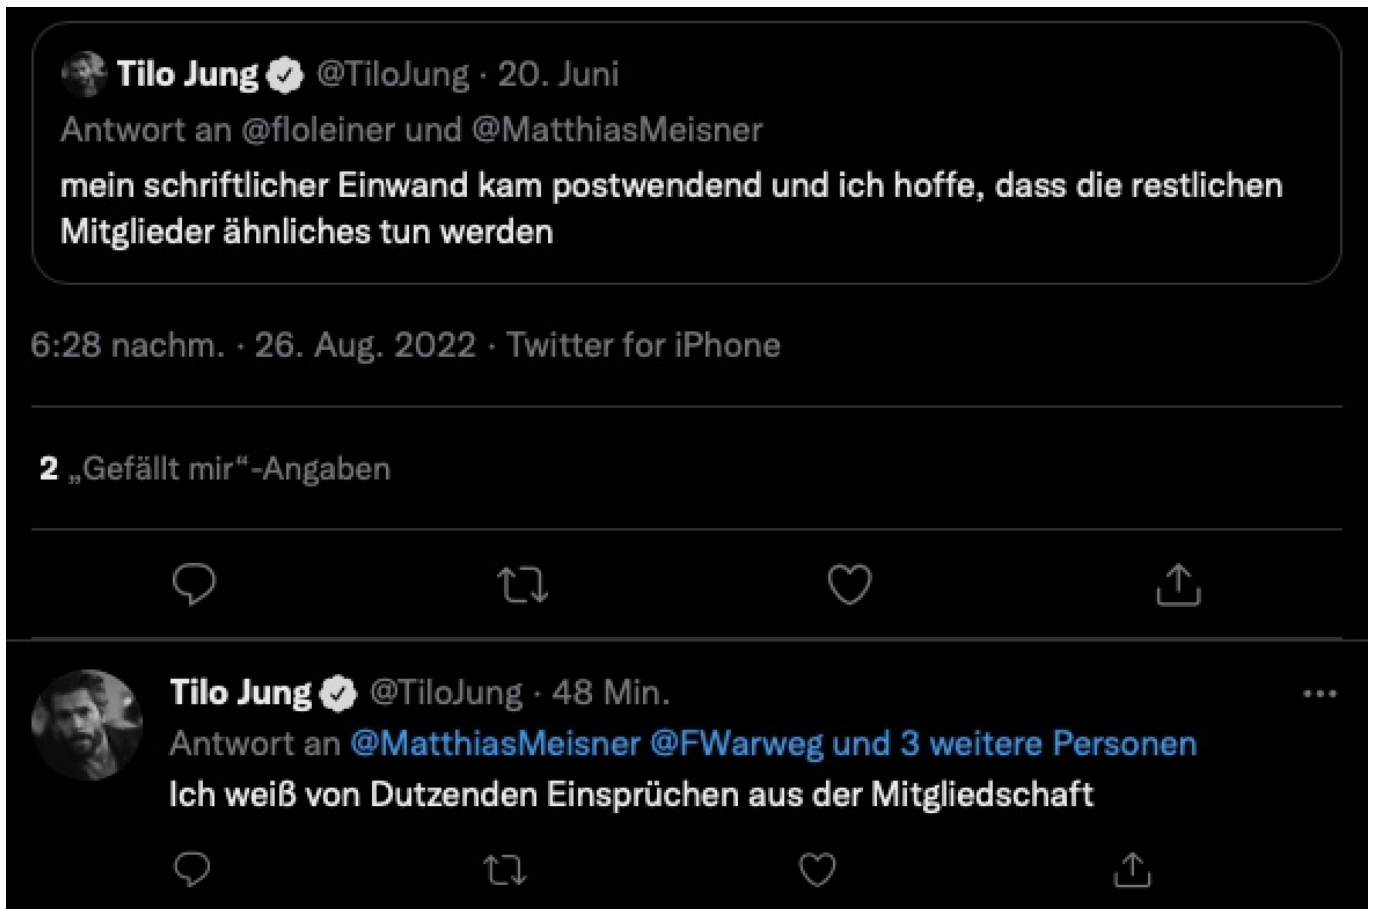 Tilo Jung @TiloJung · 20. Juni
Antwort an @floleiner und @MatthiasMeisner
mein schriftlicher Einwand kam postwendend und ich hoffe, dass die restlichen
Mitglieder ähnliches tun werden
6:28 nachm. · 26. Aug. 2022 · Twitter for iPhone
2 „Gefällt mir“-Angaben
Tilo Jung @TiloJung · 48 Min.
Antwort an @MatthiasMeisner @FWarweg und 3 weitere Personen
Ich weiß von Dutzenden Einsprüchen aus der Mitgliedschaft